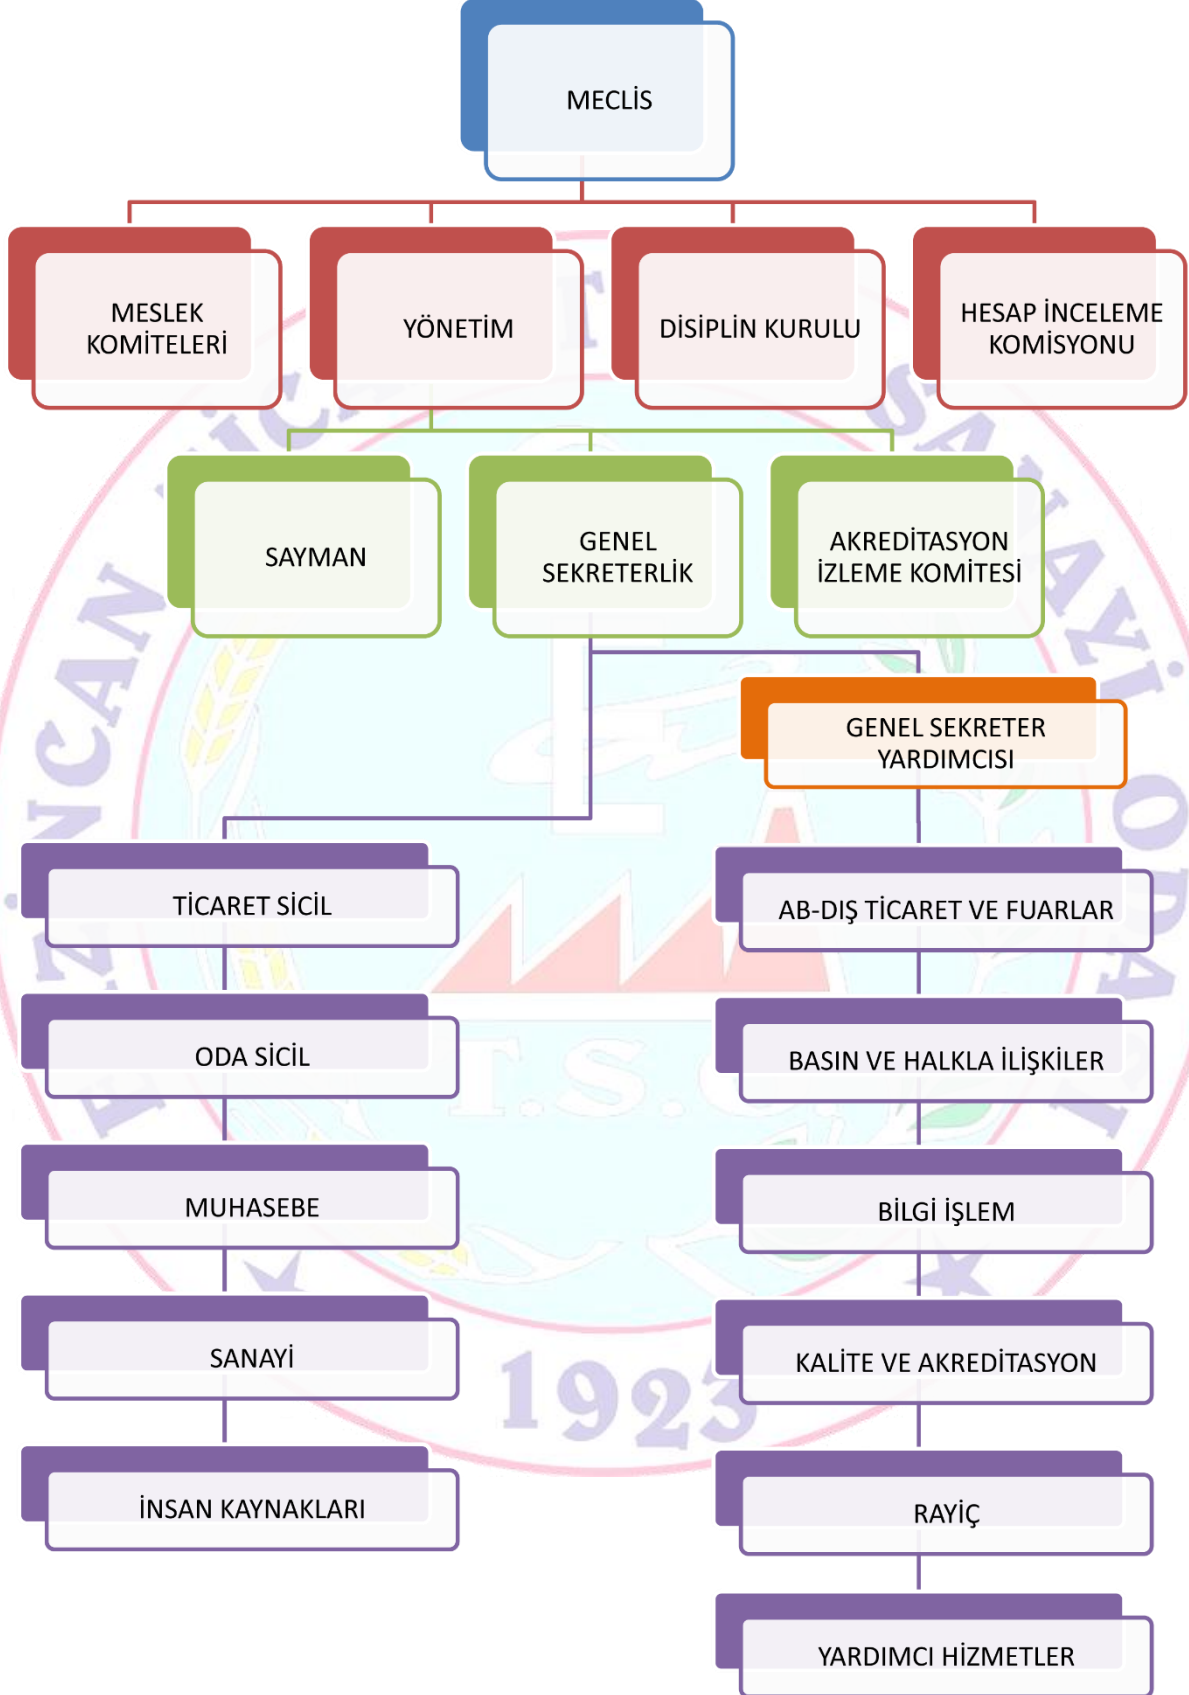 MECLİS
MESLEK
KOMİTELERİ
YÖNETİM
DİSİPLİN KURULU
HESAP İNCELEME
KOMİSYONU
SAYMAN
GENEL
SEKRETERLİK
AKREDİTASYON
İZLEME KOMİTESİ
GENEL SEKRETER
YARDIMCISI
TİCARET SİCİL
ODA SİCİL
MUHASEBE
SANAYİ
İNSAN KAYNAKLARI
AB-DIŞ TİCARET VE FUARLAR
BASIN VE HALKLA İLİŞKİLER
BİLGİ İŞLEM
KALİTE VE AKREDİTASYON
RAYİÇ
YARDIMCI HİZMETLER
SANAYİ
T.S.O.
1923